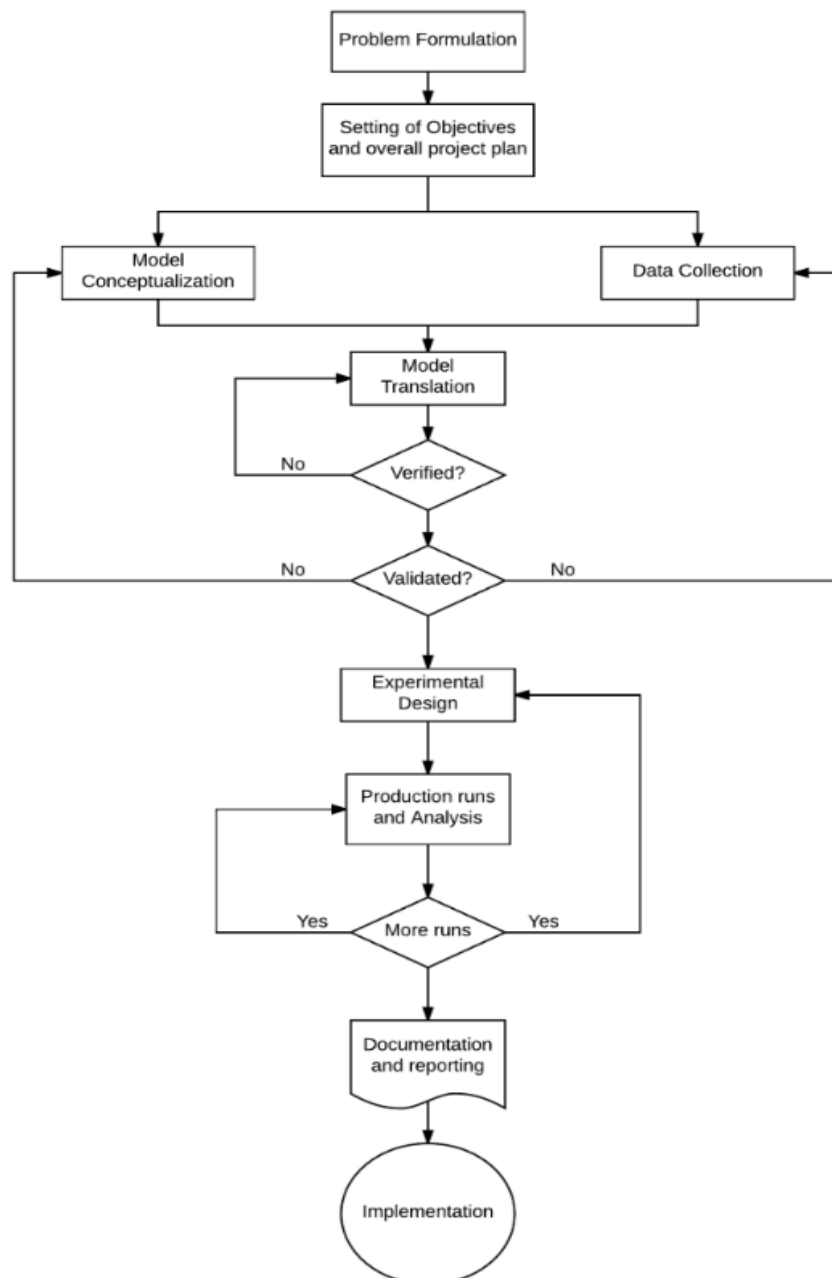 Problem Formulation
Setting of Objectives
and overall project plan
Model
Conceptualization
Data Collection
Model
Translation
No
Verified?
No
Validated?
No
Experimental
Design
Production runs
and Analysis
Yes
More runs
Yes
Documentation
and reporting
Implementation